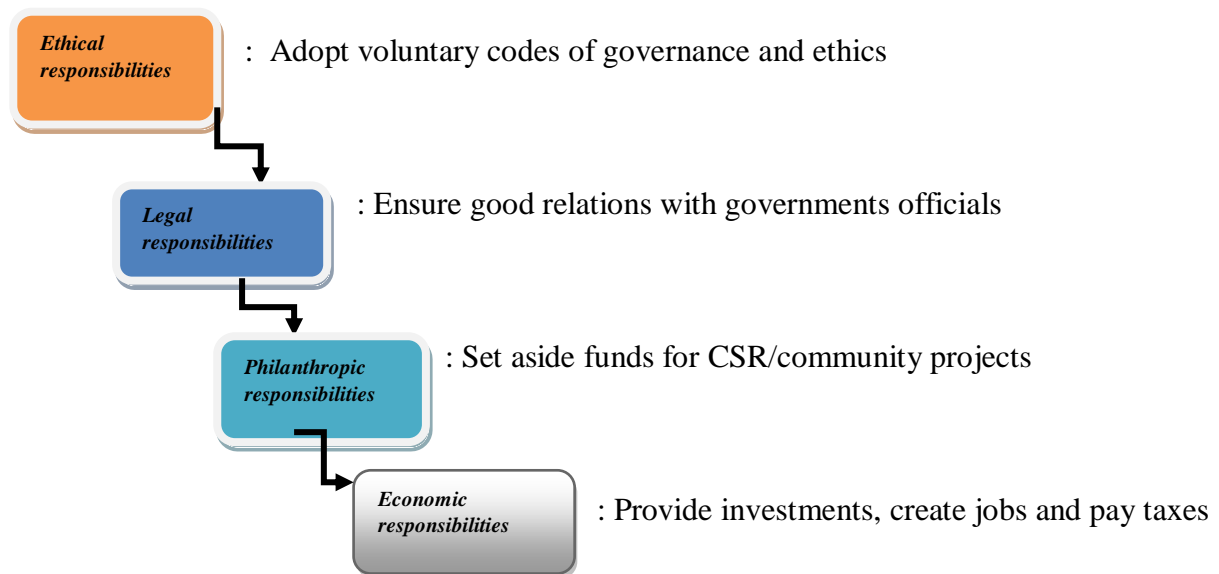 Ethical
responsibilities
: Adopt voluntary codes of governance and ethics
Legal
responsibilities
: Ensure good relations with governments officials
Philanthropic
responsibilities
: Set aside funds for CSR/community projects
Economic
responsibilities
: Provide investments, create jobs and pay taxes